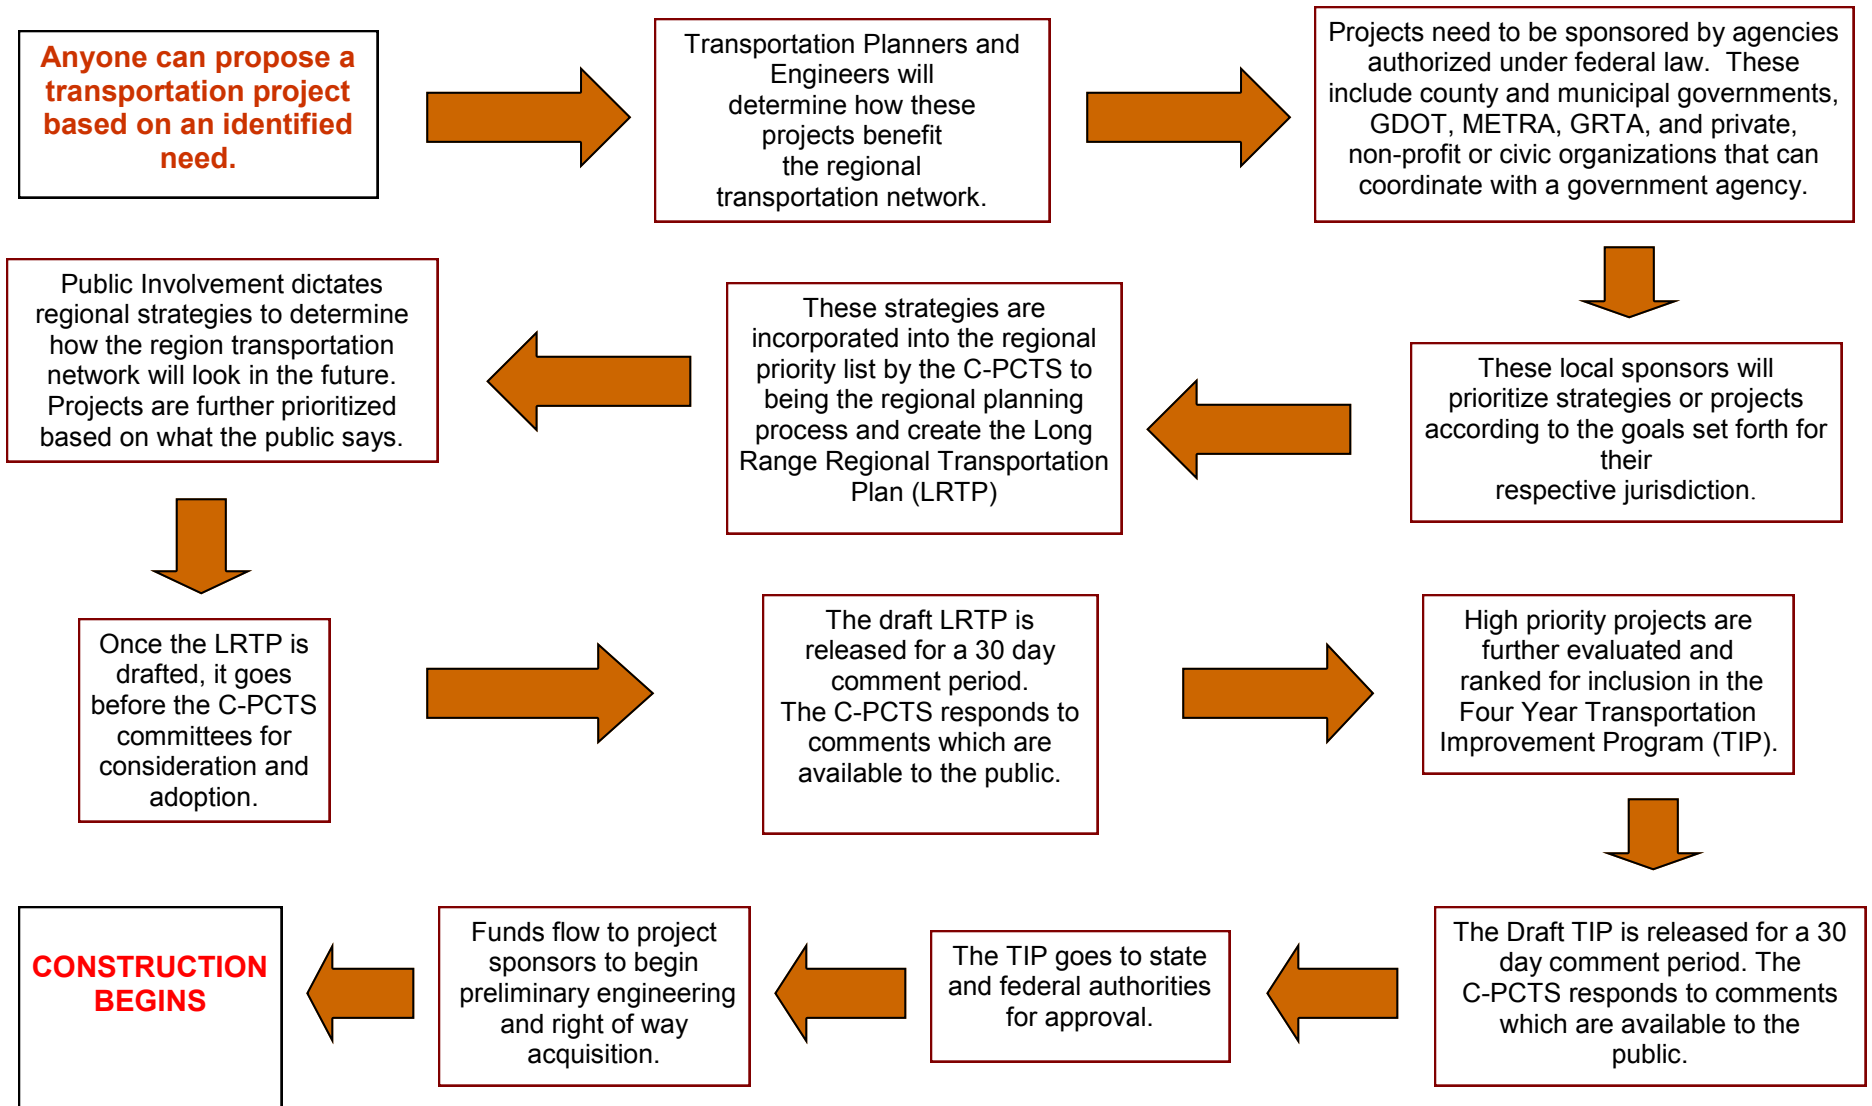 Anyone can propose a
transportation project
based on an identified
need.
Transportation Planners and
Engineers will
determine how these
projects benefit
the regional
transportation network.
Projects need to be sponsored by agencies
authorized under federal law.  These
include county and municipal governments,
GDOT, METRA, GRTA, and private,
non-profit or civic organizations that can
coordinate with a government agency.
These local sponsors will
prioritize strategies or projects
according to the goals set forth for
their
respective jurisdiction.
These strategies are
incorporated into the regional
priority list by the C-PCTS to
being the regional planning
process and create the Long
Range Regional Transportation
Plan (LRTP)
Public Involvement dictates
regional strategies to determine
how the region transportation
network will look in the future.
Projects are further prioritized
based on what the public says.
Once the LRTP is
drafted, it goes
before the C-PCTS
committees for
consideration and
adoption.
The draft LRTP is
released for a 30 day
comment period.
The C-PCTS responds to
comments which are
available to the public.
High priority projects are
further evaluated and
ranked for inclusion in the
Four Year Transportation
Improvement Program (TIP).
The Draft TIP is released for a 30
day comment period. The
C-PCTS responds to comments
which are available to the
public.
The TIP goes to state
and federal authorities
for approval.
Funds flow to project
sponsors to begin
preliminary engineering
and right of way
acquisition.
CONSTRUCTION
BEGINS